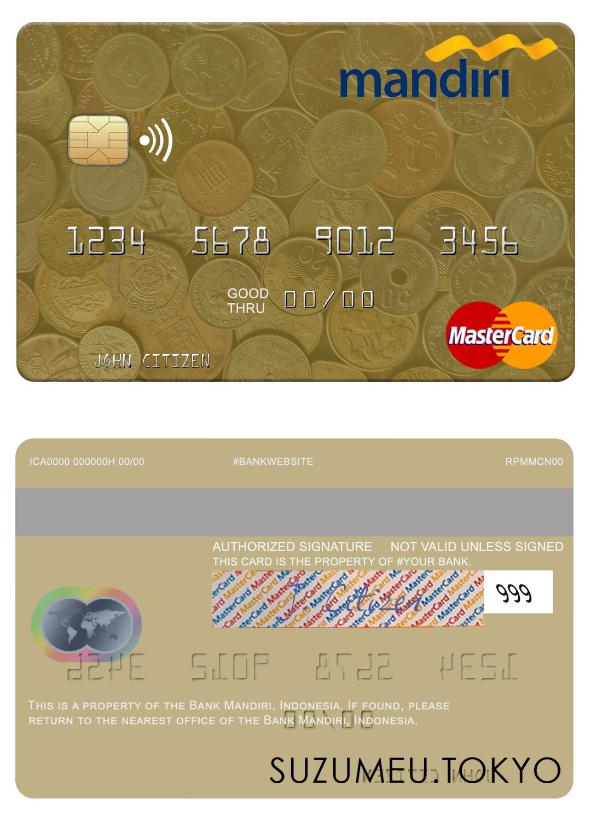 mandırı
1234 5678 9012 3456
GOOD THRU 00/00
JOHN CITIZEN
MasterCard
ICA0000 000000H 00/00 #BANKWEBSITE RPMMCN00
AUTHORIZED SIGNATURE NOT VALID UNLESS SIGNED
THIS CARD IS THE PROPERTY OF #YOUR BANK.
J. Citizen 999
THIS IS A PROPERTY OF THE BANK MANDIRI, INDONESIA. IF FOUND, PLEASE
RETURN TO THE NEAREST OFFICE OF THE BANK MANDIRI, INDONESIA.
SUZUMEU.TOKYO